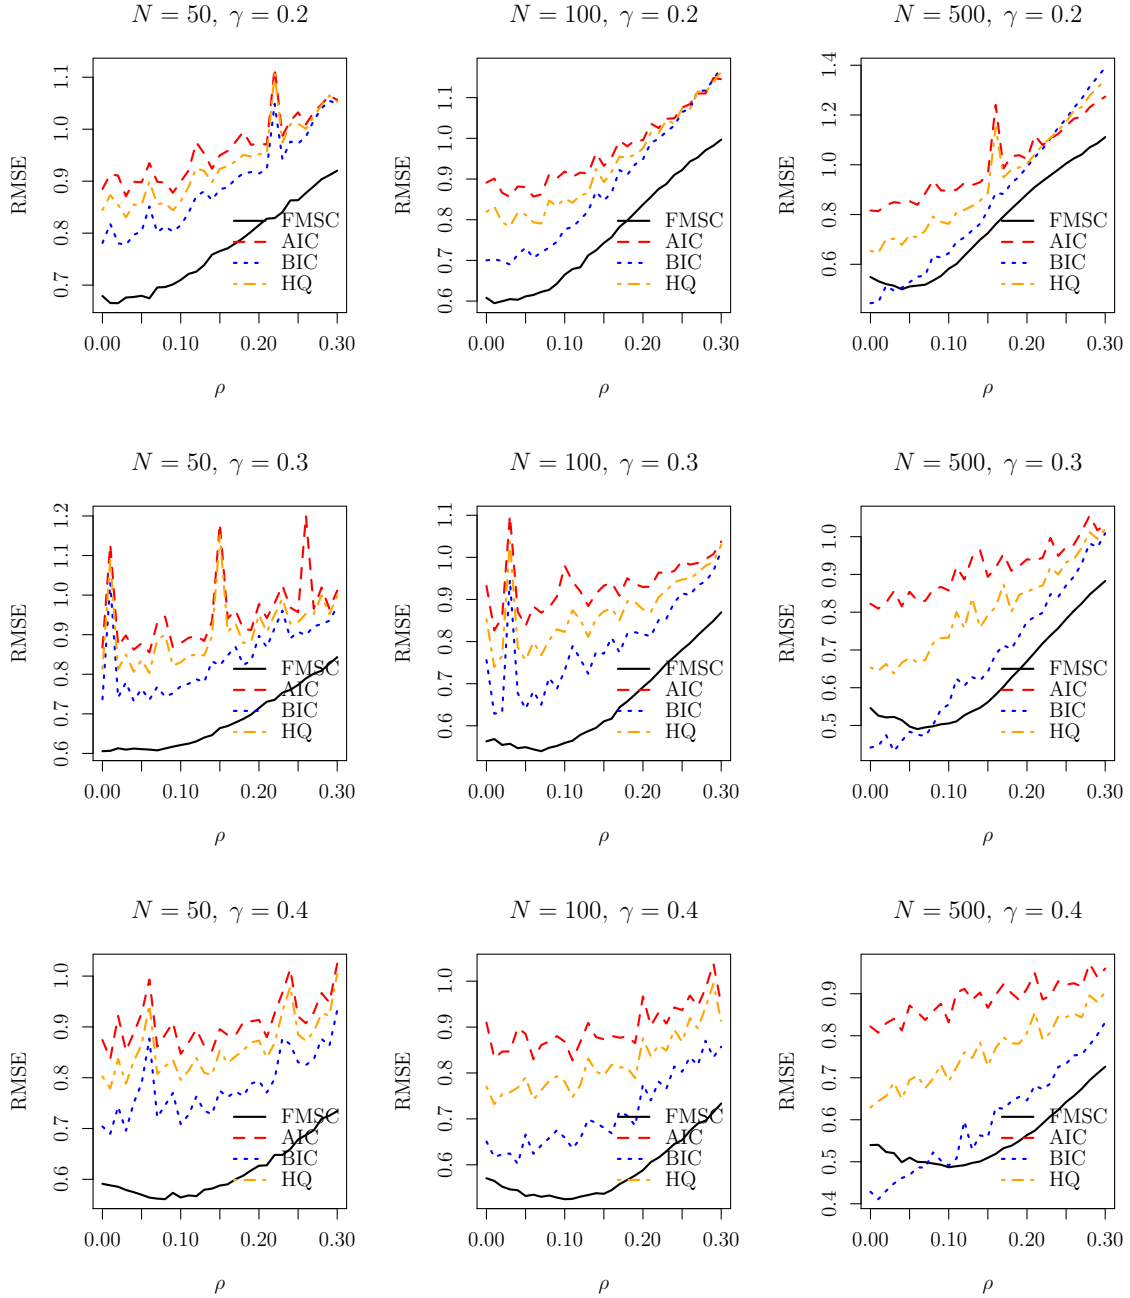 N = 50, γ = 0.2
RMSE
0.7 0.8 0.9 1.0 1.1
FMSC
AIC
BIC
HQ
0.00 0.10 0.20 0.30
ρ
N = 100, γ = 0.2
RMSE
0.6 0.7 0.8 0.9 1.0 1.1
FMSC
AIC
BIC
HQ
0.00 0.10 0.20 0.30
ρ
N = 500, γ = 0.2
RMSE
0.6 0.8 1.0 1.2 1.4
FMSC
AIC
BIC
HQ
0.00 0.10 0.20 0.30
ρ
N = 50, γ = 0.3
RMSE
0.6 0.7 0.8 0.9 1.0 1.1 1.2
FMSC
AIC
BIC
HQ
0.00 0.10 0.20 0.30
ρ
N = 100, γ = 0.3
RMSE
0.6 0.7 0.8 0.9 1.0 1.1
FMSC
AIC
BIC
HQ
0.00 0.10 0.20 0.30
ρ
N = 500, γ = 0.3
RMSE
0.5 0.6 0.7 0.8 0.9 1.0
FMSC
AIC
BIC
HQ
0.00 0.10 0.20 0.30
ρ
N = 50, γ = 0.4
RMSE
0.6 0.7 0.8 0.9 1.0
FMSC
AIC
BIC
HQ
0.00 0.10 0.20 0.30
ρ
N = 100, γ = 0.4
RMSE
0.6 0.7 0.8 0.9 1.0
FMSC
AIC
BIC
HQ
0.00 0.10 0.20 0.30
ρ
N = 500, γ = 0.4
RMSE
0.4 0.5 0.6 0.7 0.8 0.9
FMSC
AIC
BIC
HQ
0.00 0.10 0.20 0.30
ρ